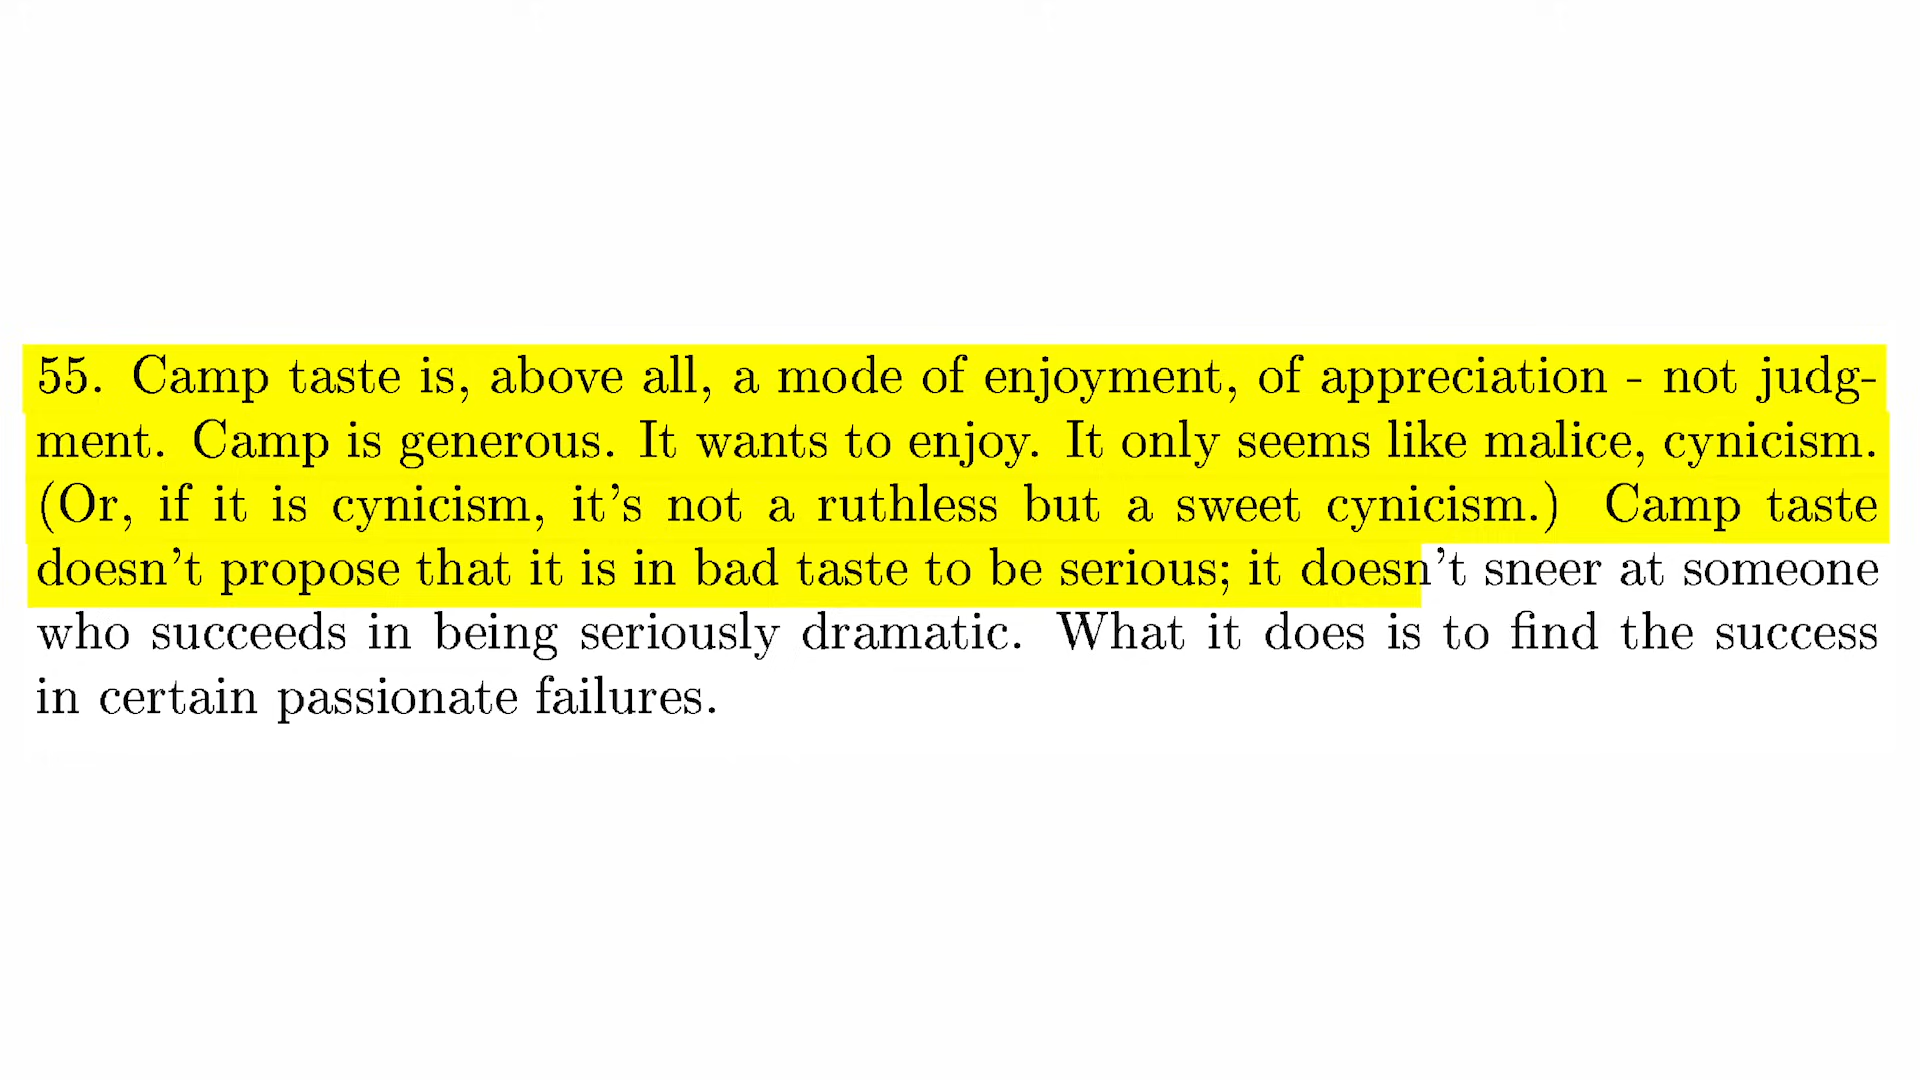 55. Camp taste is, above all, a mode of enjoyment, of appreciation - not judg-
ment. Camp is generous. It wants to enjoy. It only seems like malice, cynicism.
(Or, if it is cynicism, it's not a ruthless but a sweet cynicism.) Camp taste
doesn't propose that it is in bad taste to be serious; it doesn't sneer at someone
who succeeds in being seriously dramatic. What it does is to find the success
in certain passionate failures.